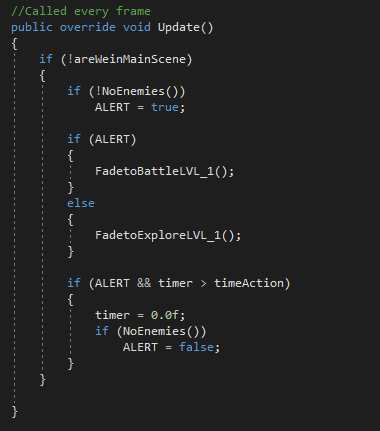 //Called every frame
public override void Update()
{
    if (!areWeinMainScene)
    {
        if (!NoEnemies())
            ALERT = true;

        if (ALERT)
        {
            FadetoBattleLVL_1();
        }
        else
        {
            FadetoExploreLVL_1();
        }

        if (ALERT && timer > timeAction)
        {
            timer = 0.0f;
            if (NoEnemies())
                ALERT = false;
        }
    }

}